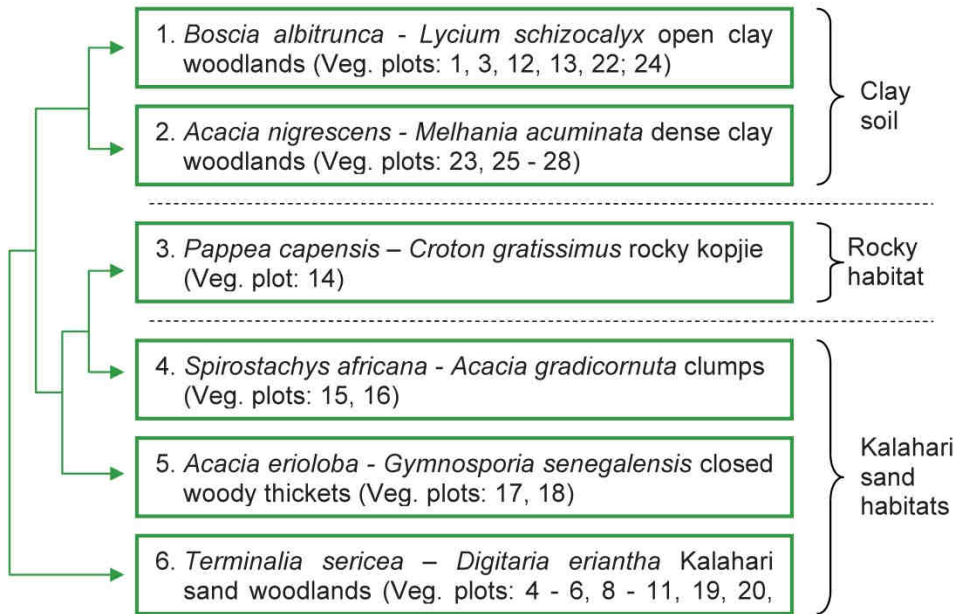 1. Boscia albitrunca - Lycium schizocalyx open clay
woodlands (Veg. plots: 1, 3, 12, 13, 22; 24)
2. Acacia nigrescens - Melhania acuminata dense clay
woodlands (Veg. plots: 23, 25 - 28)
Clay
soil
3. Pappea capensis – Croton gratissimus rocky kopjie
(Veg. plot: 14)
Rocky
habitat
4. Spirostachys africana - Acacia gradicornuta clumps
(Veg. plots: 15, 16)
5. Acacia erioloba - Gymnosporia senegalensis closed
woody thickets (Veg. plots: 17, 18)
6. Terminalia sericea – Digitaria eriantha Kalahari
sand woodlands (Veg. plots: 4 - 6, 8 - 11, 19, 20,
Kalahari
sand
habitats